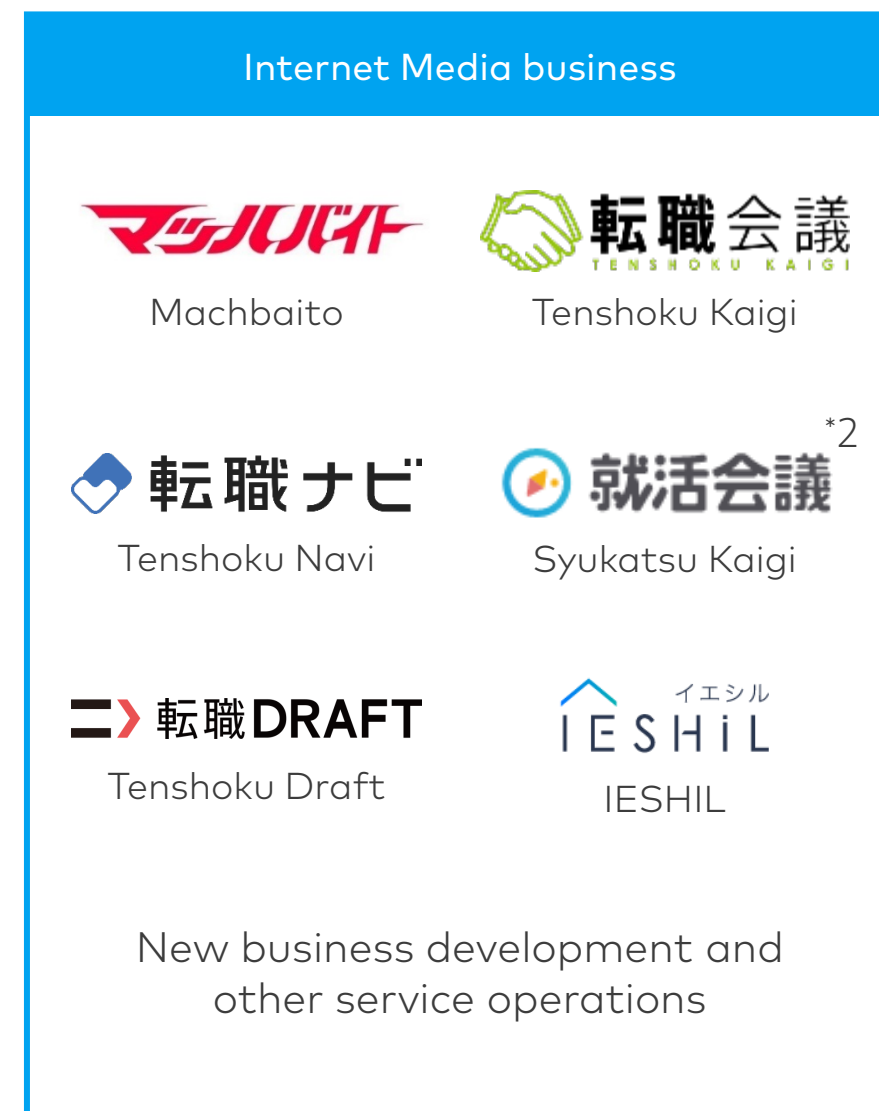 Internet Media business
マッハバイト
転職会議
TENSHOKU KAIGI
Machbaito
Tenshoku Kaigi
転職ナビ
就活会議
*2
Tenshoku Navi
Syukatsu Kaigi
転職DRAFT
イエシル
IESHiL
Tenshoku Draft
IESHIL
New business development and
other service operations